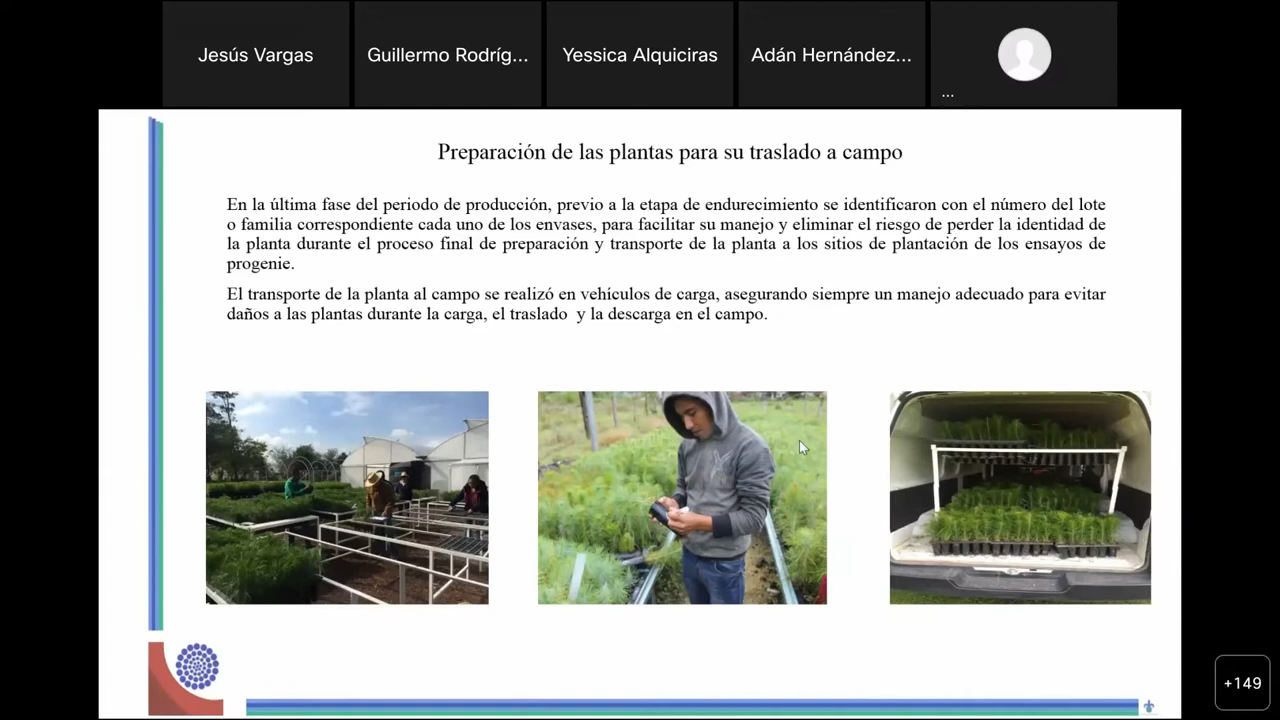 Jesús Vargas
Guillermo Rodríg...
Yessica Alquiciras
Adán Hernández...
...
Preparación de las plantas para su traslado a campo
En la última fase del periodo de producción, previo a la etapa de endurecimiento se identificaron con el número del lote
o familia correspondiente cada uno de los envases, para facilitar su manejo y eliminar el riesgo de perder la identidad de
la planta durante el proceso final de preparación y transporte de la planta a los sitios de plantación de los ensayos de
progenie.
El transporte de la planta al campo se realizó en vehículos de carga, asegurando siempre un manejo adecuado para evitar
daños a las plantas durante la carga, el traslado y la descarga en el campo.
+149